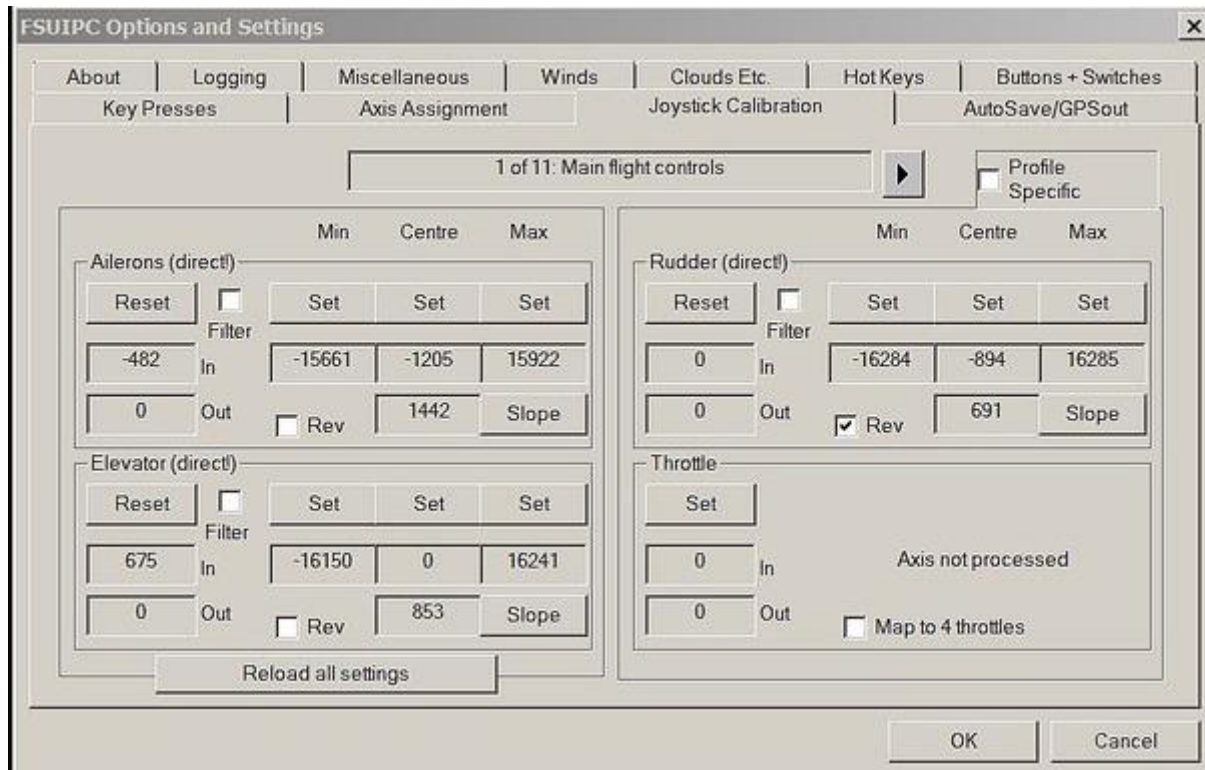 FSUIPC Options and Settings
About Logging Miscellaneous Winds Clouds Etc. Hot Keys Buttons + Switches
Key Presses Axis Assignment Joystick Calibration AutoSave/GPSout
1 of 11: Main flight controls
Profile
Specific
Min Centre Max
Ailerons (direct!)
Reset Set Set Set
Filter
-482 In -15661 -1205 15922
0 Out Rev 1442 Slope
Elevator (direct!)
Reset Set Set Set
Filter
675 In -16150 0 16241
0 Out Rev 853 Slope
Reload all settings
Min Centre Max
Rudder (direct!)
Reset Set Set Set
Filter
0 In -16284 -894 16285
0 Out Rev 691 Slope
Throttle
Set
0 In Axis not processed
0 Out Map to 4 throttles
OK Cancel